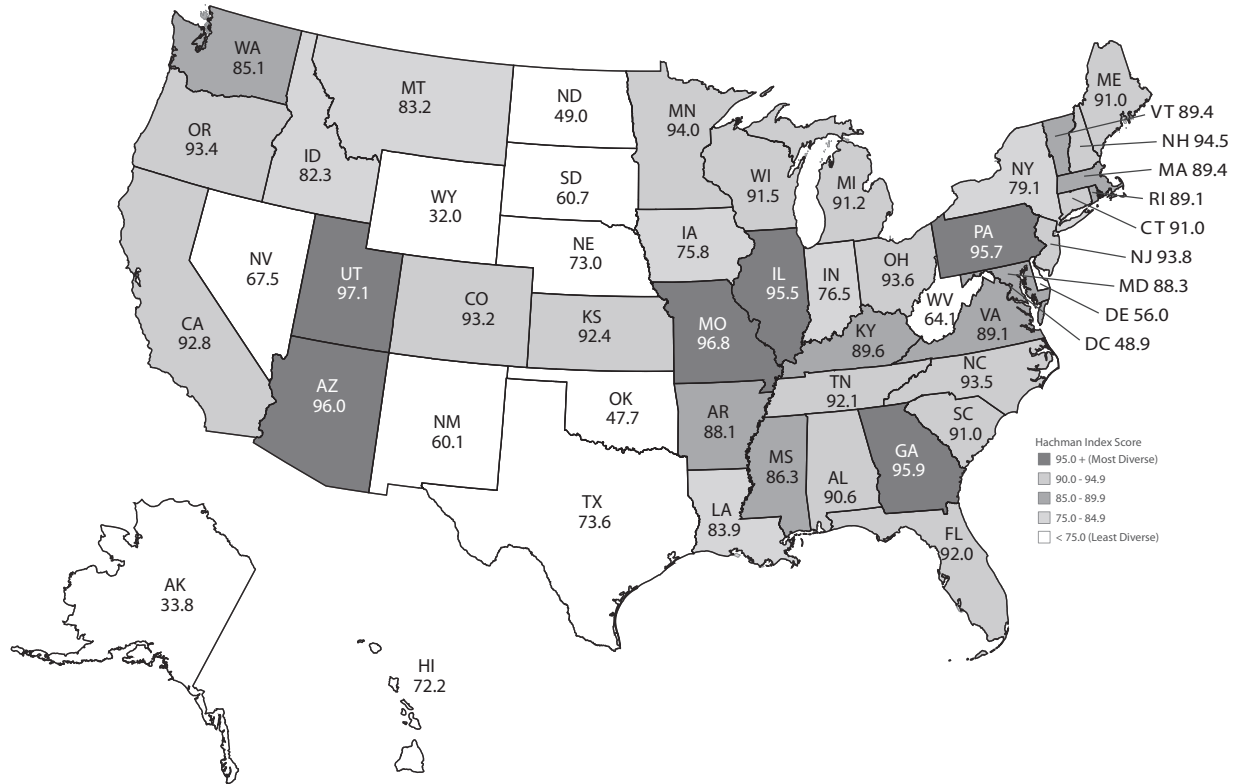 WA
85.1
MT
83.2
ND
49.0
MN
94.0
ME
91.0
VT 89.4
NH 94.5
MA 89.4
RI 89.1
CT 91.0
NJ 93.8
MD 88.3
DE 56.0
DC 48.9
OR
93.4
ID
82.3
WY
32.0
SD
60.7
WI
91.5
MI
91.2
NY
79.1
NV
67.5
UT
97.1
CO
93.2
NE
73.0
IA
75.8
IL
95.5
IN
76.5
OH
93.6
PA
95.7
WV
64.1
VA
89.1
CA
92.8
KS
92.4
MO
96.8
KY
89.6
NC
93.5
AZ
96.0
NM
60.1
OK
47.7
AR
88.1
TN
92.1
SC
91.0
TX
73.6
LA
83.9
MS
86.3
AL
90.6
GA
95.9
FL
92.0
AK
33.8
HI
72.2
Hachman Index Score
95.0 + (Most Diverse)
90.0 - 94.9
85.0 - 89.9
75.0 - 84.9
< 75.0 (Least Diverse)